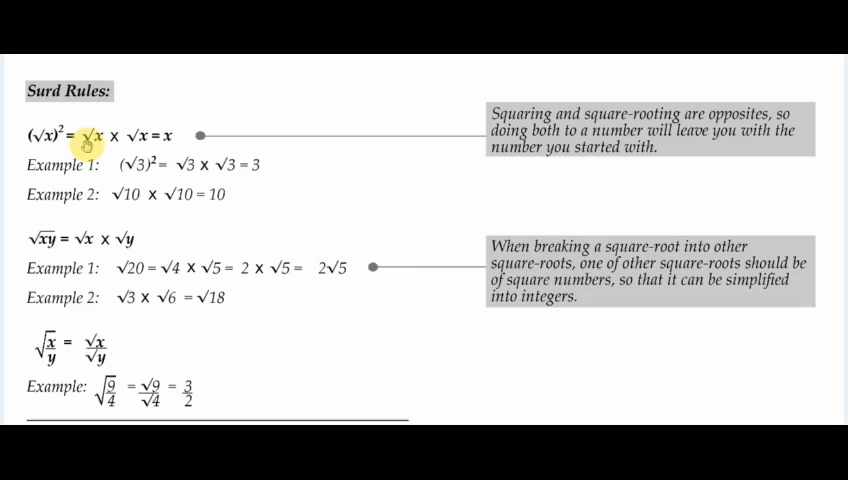 Surd Rules:
(√x)² = √x x √x = x
Squaring and square-rooting are opposites, so
doing both to a number will leave you with the
number you started with.
Example 1: (√3)² = √3 x √3 = 3
Example 2: √10 x √10 = 10
√xy = √x x √y
Example 1: √20 = √4 x √5 = 2 x √5 = 2√5
When breaking a square-root into other
square-roots, one of other square-roots should be
of square numbers, so that it can be simplified
into integers.
Example 2: √3 x √6 = √18
√x/y = √x/√y
Example: √9/4 = √9/√4 = 3/2